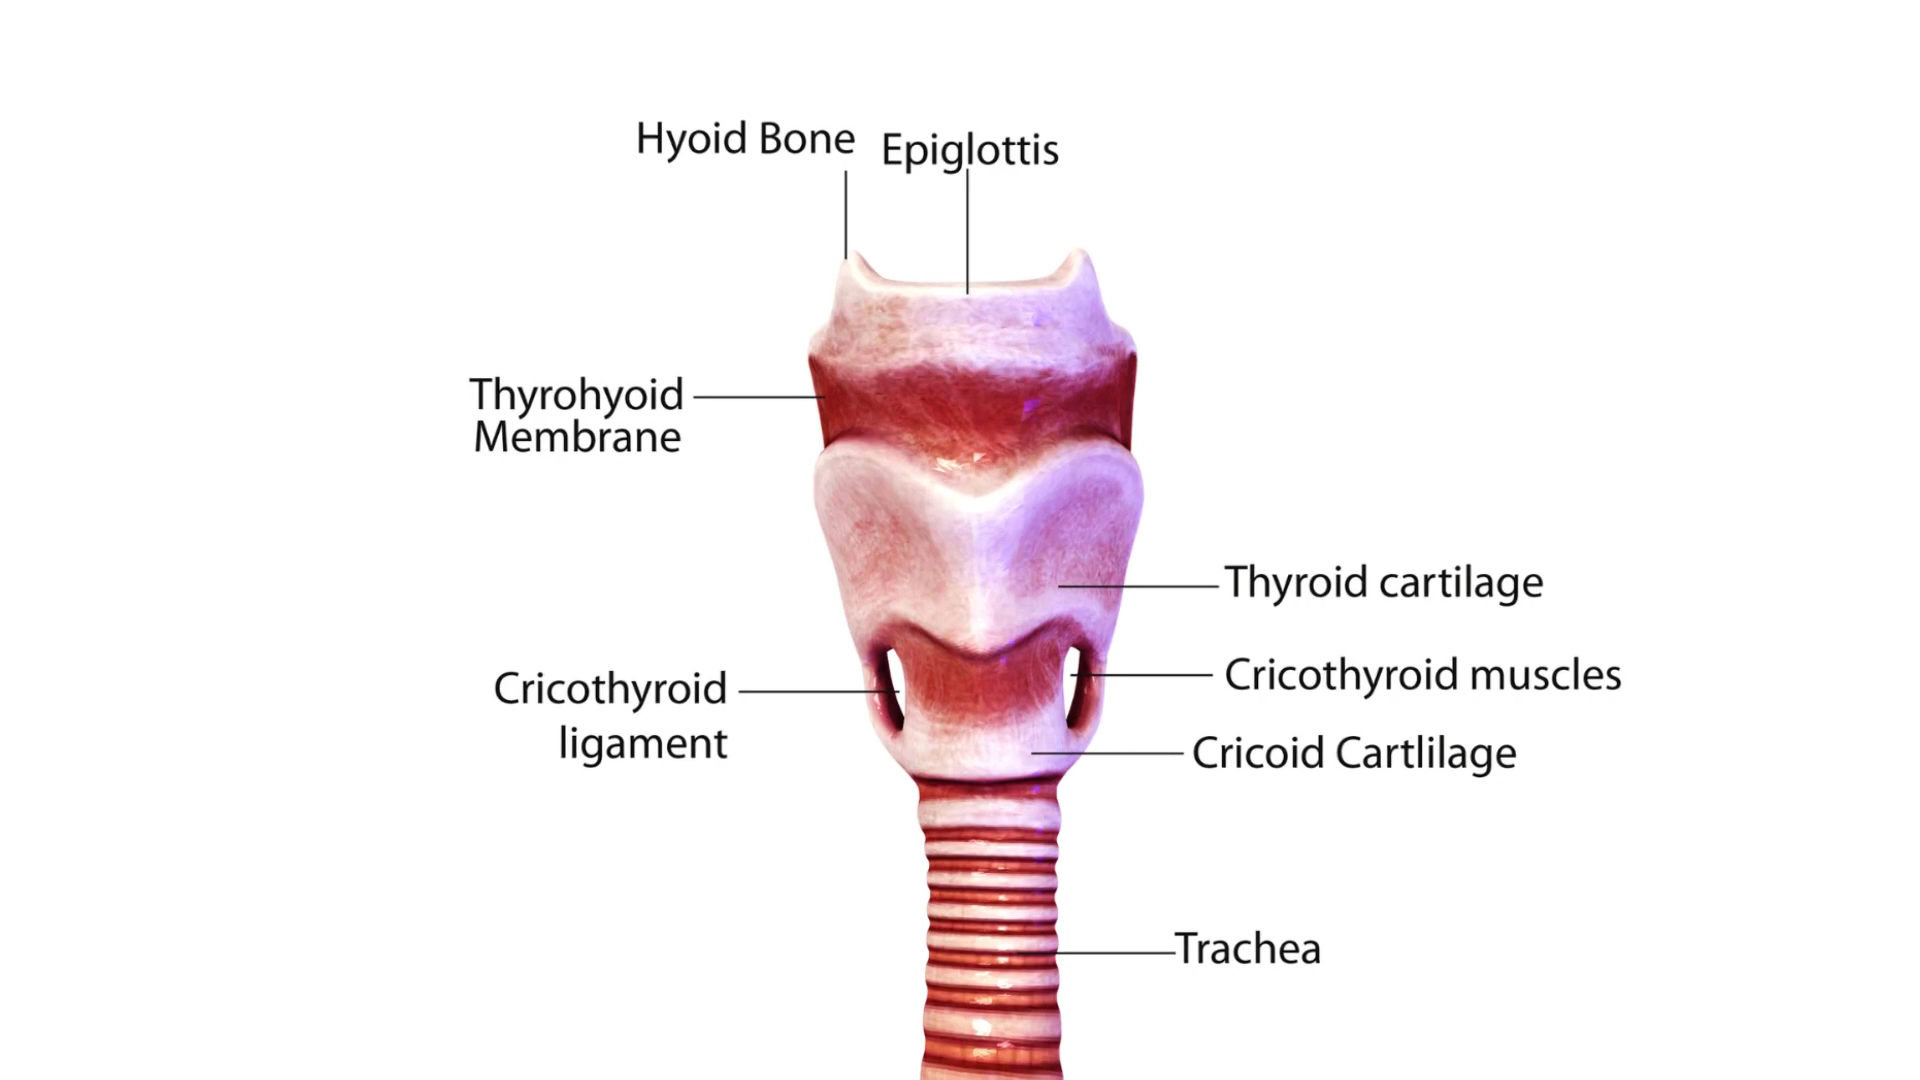 Hyoid Bone
Epiglottis
Thyrohyoid
Membrane
Thyroid cartilage
Cricothyroid
ligament
Cricothyroid muscles
Cricoid Cartlilage
Trachea